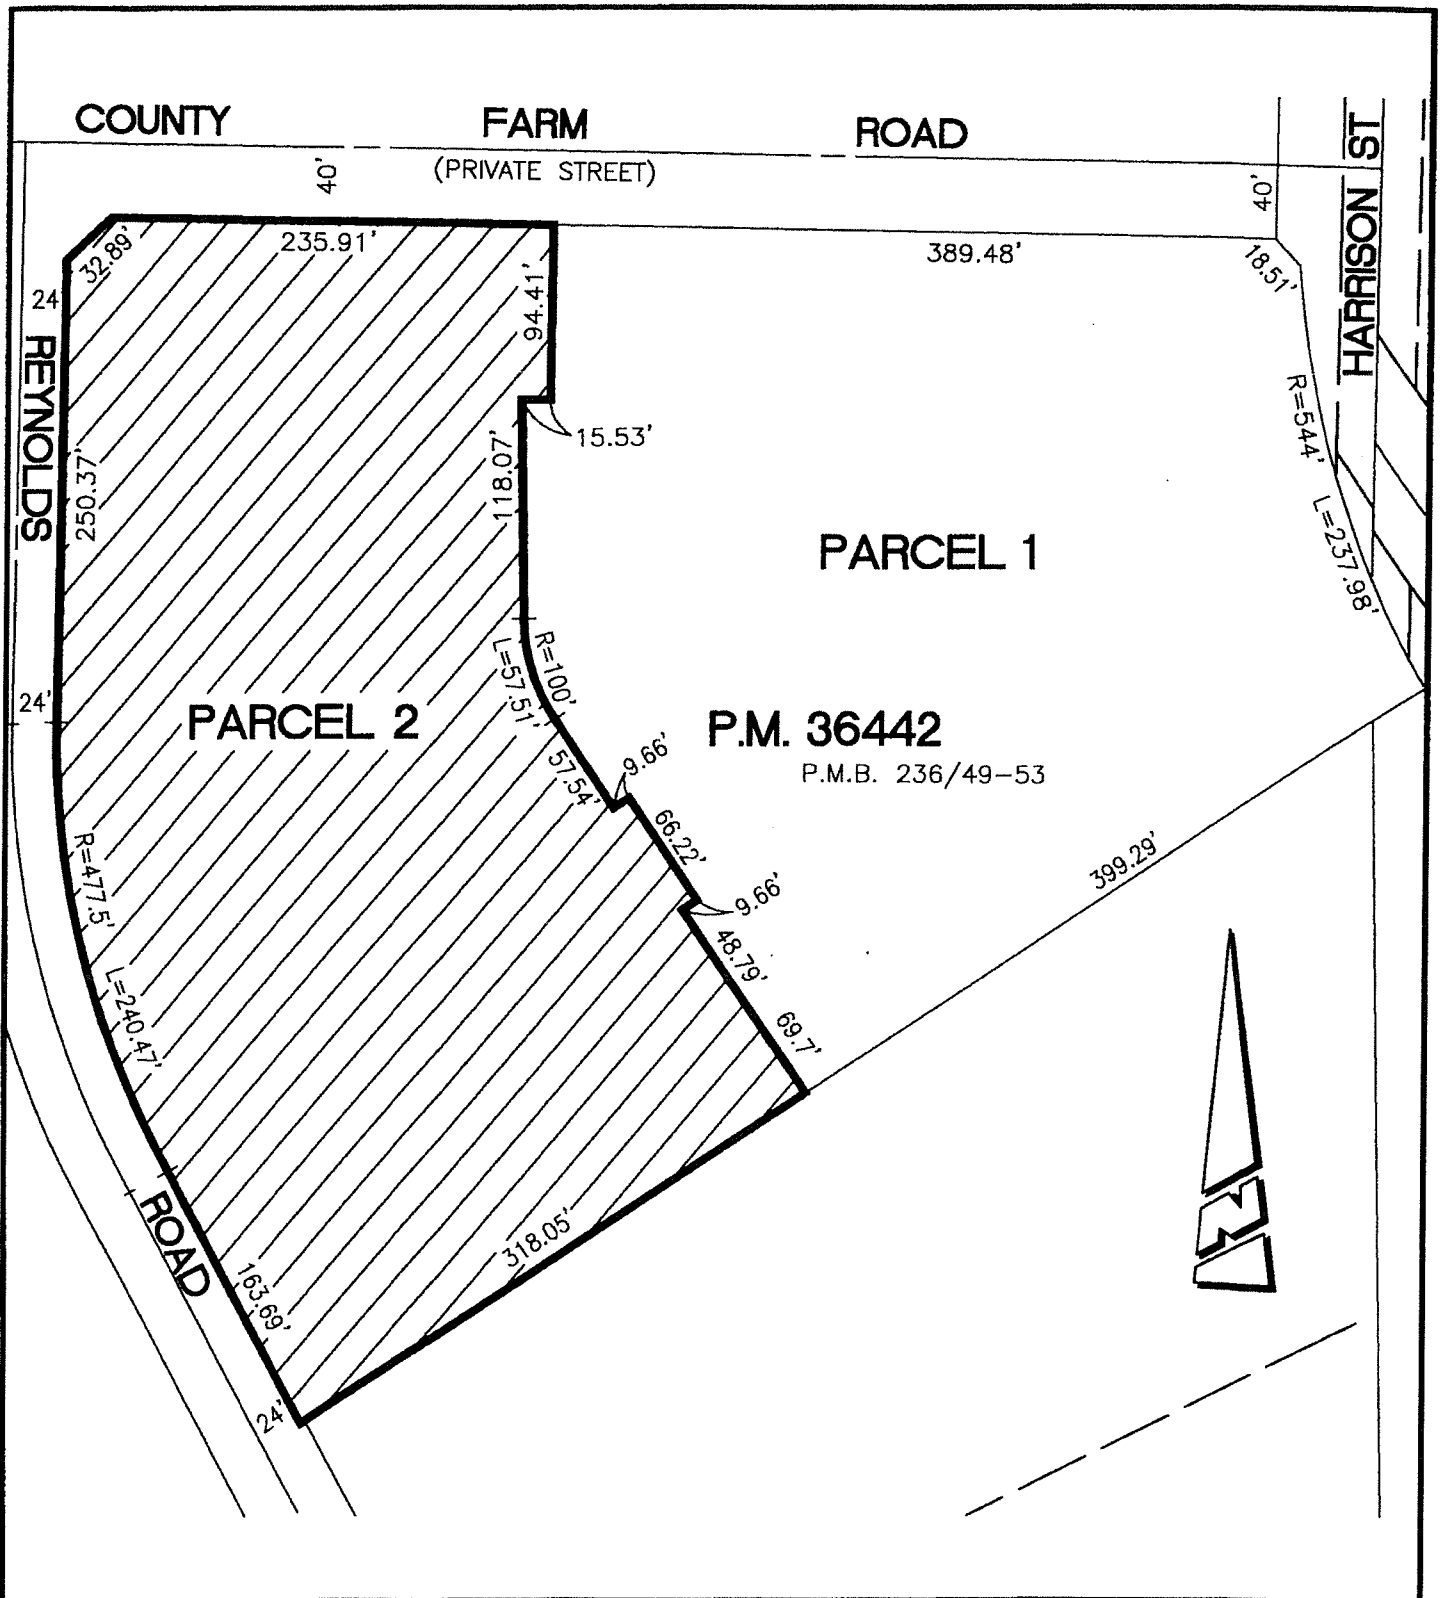 COUNTY FARM ROAD
(PRIVATE STREET)
40'
40'
HARRISON ST
32.89'
235.91'
389.48'
18.51'
24'
94.41'
REYNOLDS
R=544'
15.53'
250.37'
118.07'
L=237.98'
PARCEL 1
R=100'
L=57.51'
24'
PARCEL 2
P.M. 36442
P.M.B. 236/49-53
9.66'
57.54'
66.22'
399.29'
R=477.5'
9.66'
48.79'
L=240.47'
69.7'
ROAD
318.05'
163.69'
24'
N